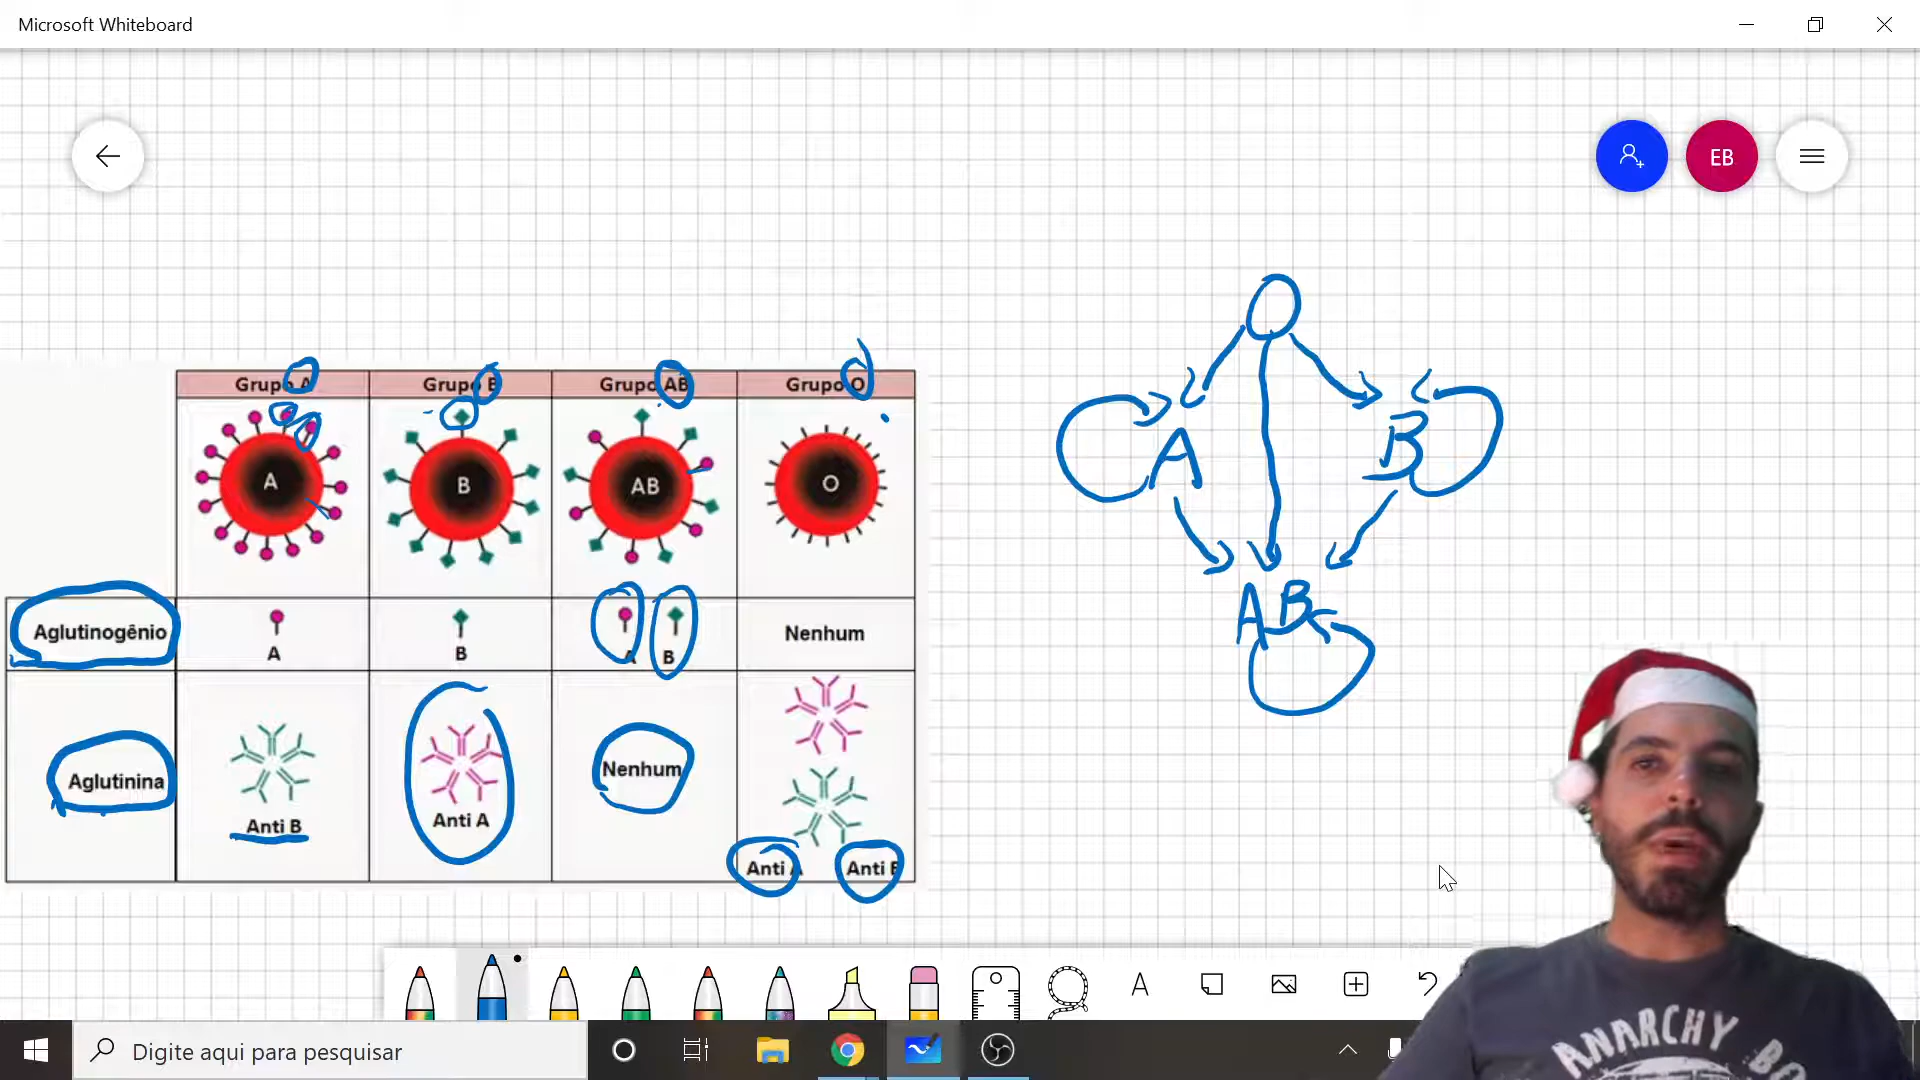 Microsoft Whiteboard
EB
O
A B
AB
Grupo A Grupo B Grupo AB Grupo O
A B AB O
Aglutinogênio A B A B Nenhum
Aglutinina Anti B Anti A Nenhum Anti A Anti B
ANARCHY
Digite aqui para pesquisar